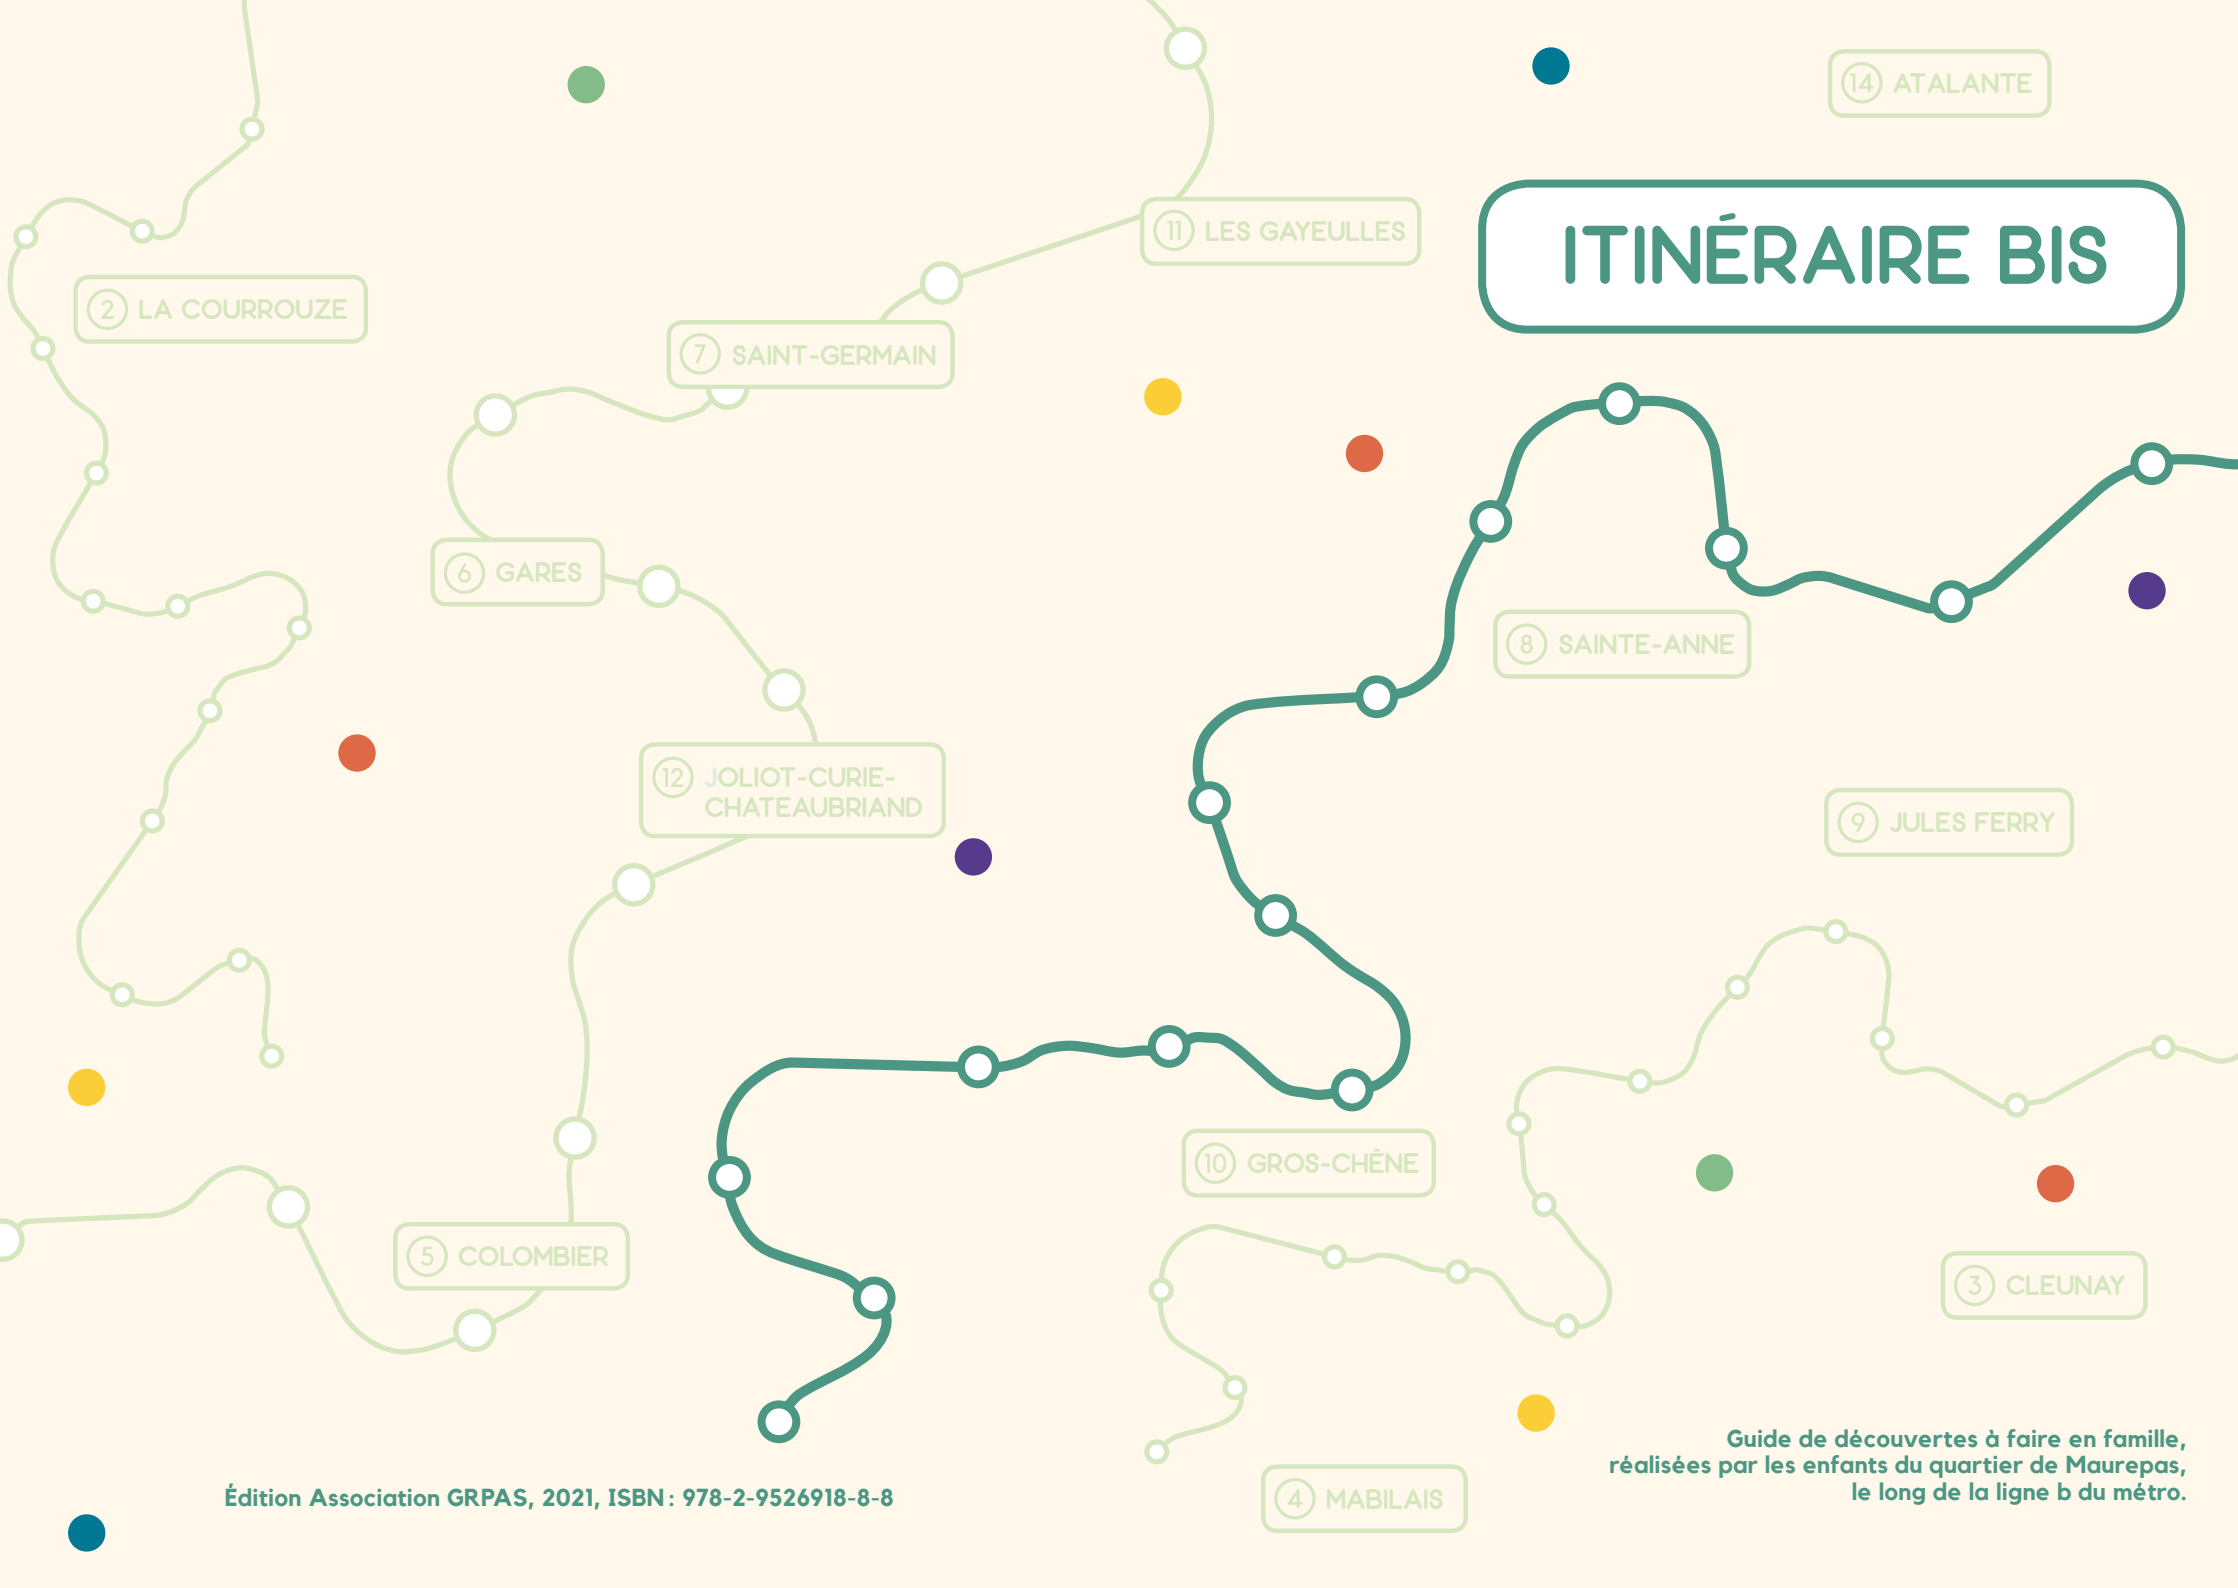 14 ATALANTE
ITINÉRAIRE BIS
11 LES GAYEULLES
2 LA COURROUZE
7 SAINT-GERMAIN
6 GARES
8 SAINTE-ANNE
12 JOLIOT-CURIE-
CHATEAUBRIAND
9 JULES FERRY
10 GROS-CHÊNE
5 COLOMBIER
3 CLEUNAY
4 MABILAIS
Guide de découvertes à faire en famille,
réalisées par les enfants du quartier de Maurepas,
le long de la ligne b du métro.
Édition Association GRPAS, 2021, ISBN : 978-2-9526918-8-8